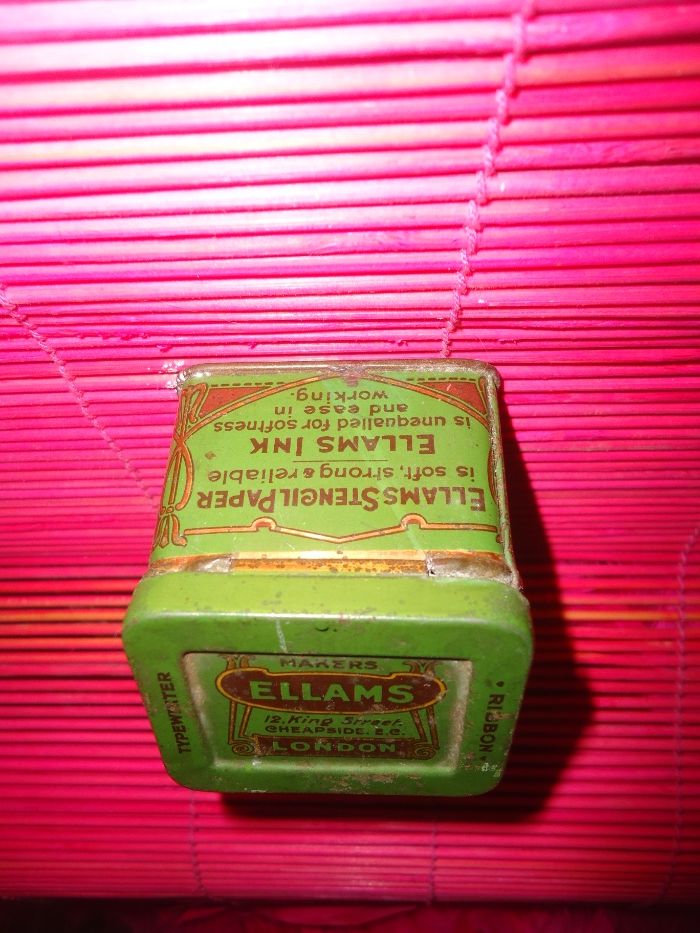 ELLAMS STENCIL PAPER
is soft, strong & reliable
ELLAMS INK
is unequalled for softness
and ease in
working.
TYPEWRITER
MAKERS
ELLAMS
12, King Street.
CHEAPSIDE. E.C.
LONDON
• RIBBON •